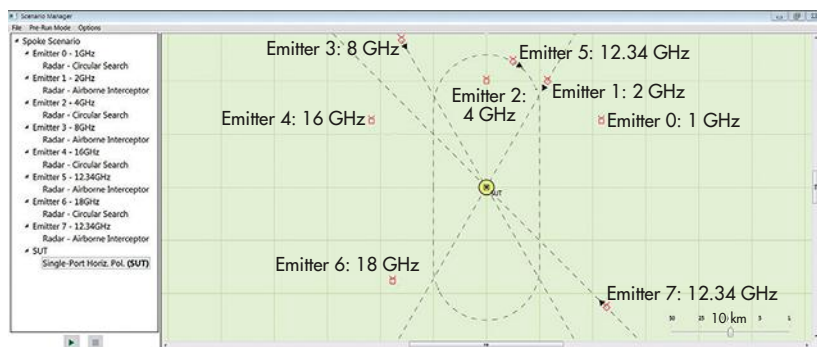 Scenario Manager
File Pre-Run Mode Options
Spoke Scenario
Emitter 0 - 1GHz
Radar - Circular Search
Emitter 1 - 2GHz
Radar - Airborne Interceptor
Emitter 2 - 4GHz
Radar - Circular Search
Emitter 3 - 8GHz
Radar - Airborne Interceptor
Emitter 4 - 16GHz
Radar - Circular Search
Emitter 5 - 12.34GHz
Radar - Airborne Interceptor
Emitter 6 - 18GHz
Radar - Circular Search
Emitter 7 - 12.34GHz
Radar - Airborne Interceptor
SUT
Single-Port Horiz. Pol. (SUT)
Emitter 3: 8 GHz
Emitter 5: 12.34 GHz
Emitter 2:
4 GHz
Emitter 1: 2 GHz
Emitter 4: 16 GHz
Emitter 0: 1 GHz
SUT
Emitter 6: 18 GHz
Emitter 7: 12.34 GHz
10 km
50 25 5 1